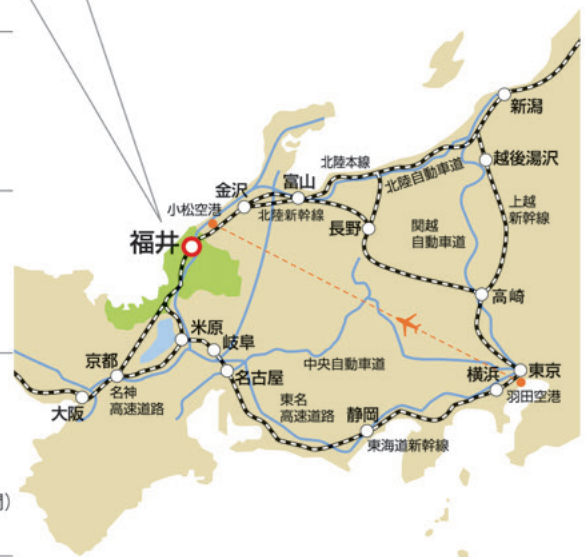 新潟
越後湯沢
北陸本線
北陸自動車道
富山
金沢
上越
新幹線
小松空港
北陸新幹線
長野
関越
自動車道
福井
高崎
米原
岐阜
京都
名古屋
中央自動車道
東京
横浜
羽田空港
名神
高速道路
大阪
東名
高速道路
静岡
東海道新幹線
)